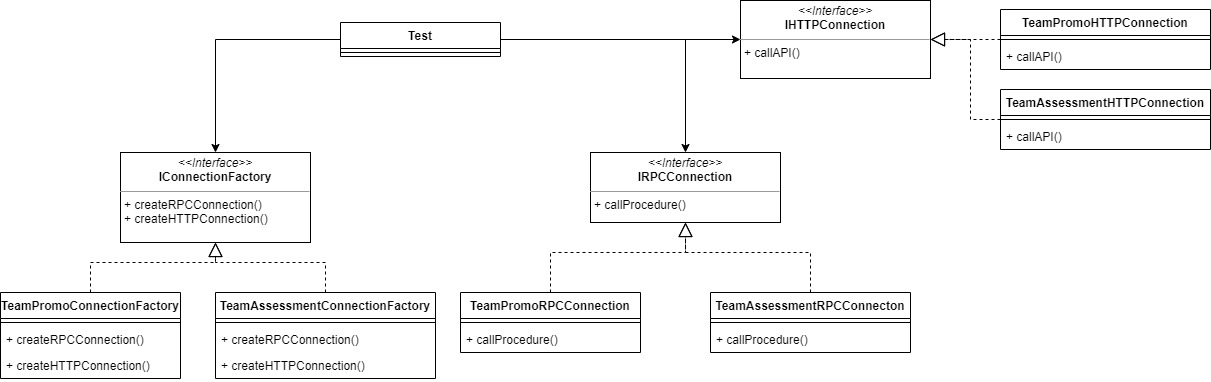 Test
<<Interface>>
IHTTPConnection
+ callAPI()
TeamPromoHTTPConnection
+ callAPI()
TeamAssessmentHTTPConnection
+ callAPI()
<<Interface>>
IConnectionFactory
+ createRPCConnection()
+ createHTTPConnection()
<<Interface>>
IRPCConnection
+ callProcedure()
TeamPromoConnectionFactory
+ createRPCConnection()
+ createHTTPConnection()
TeamAssessmentConnectionFactory
+ createRPCConnection()
+ createHTTPConnection()
TeamPromoRPCConnection
+ callProcedure()
TeamAssessmentRPCConnecton
+ callProcedure()